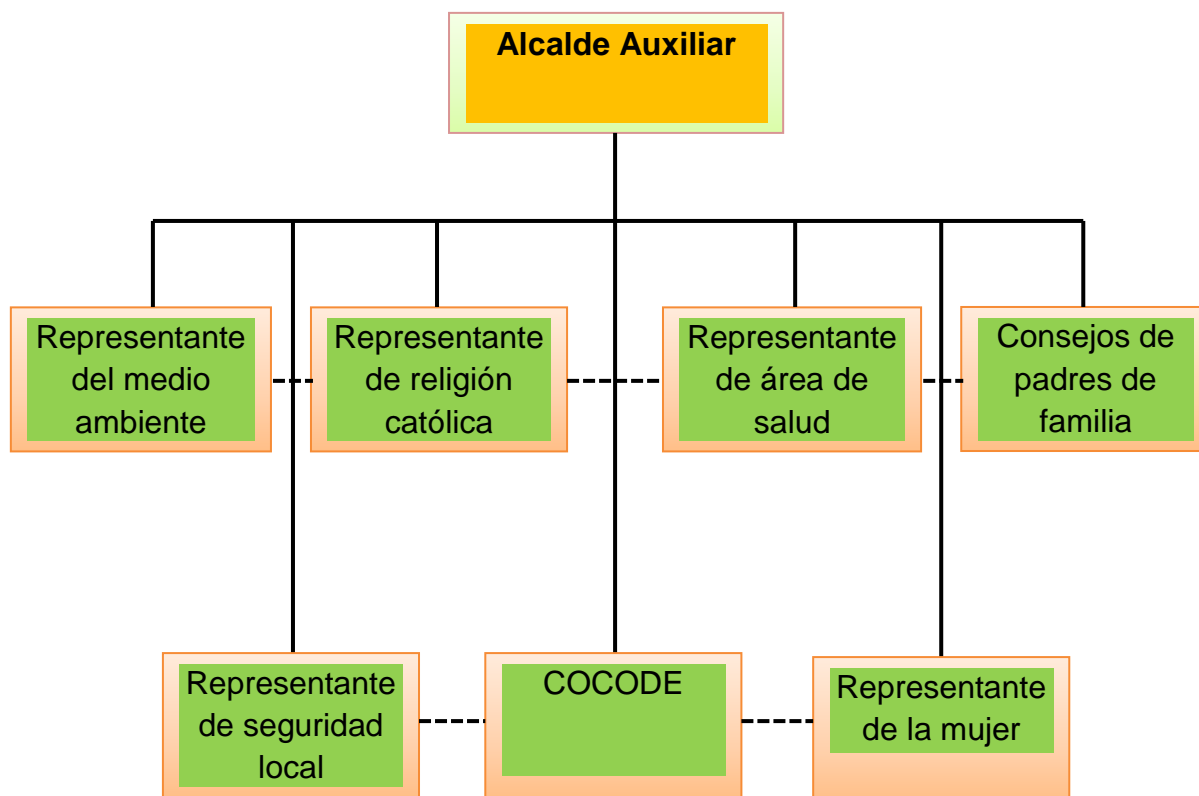 Alcalde Auxiliar
Representante
del medio
ambiente
Representante
de religión
católica
Representante
de área de
salud
Consejos de
padres de
familia
Representante
de seguridad
local
COCODE
Representante
de la mujer